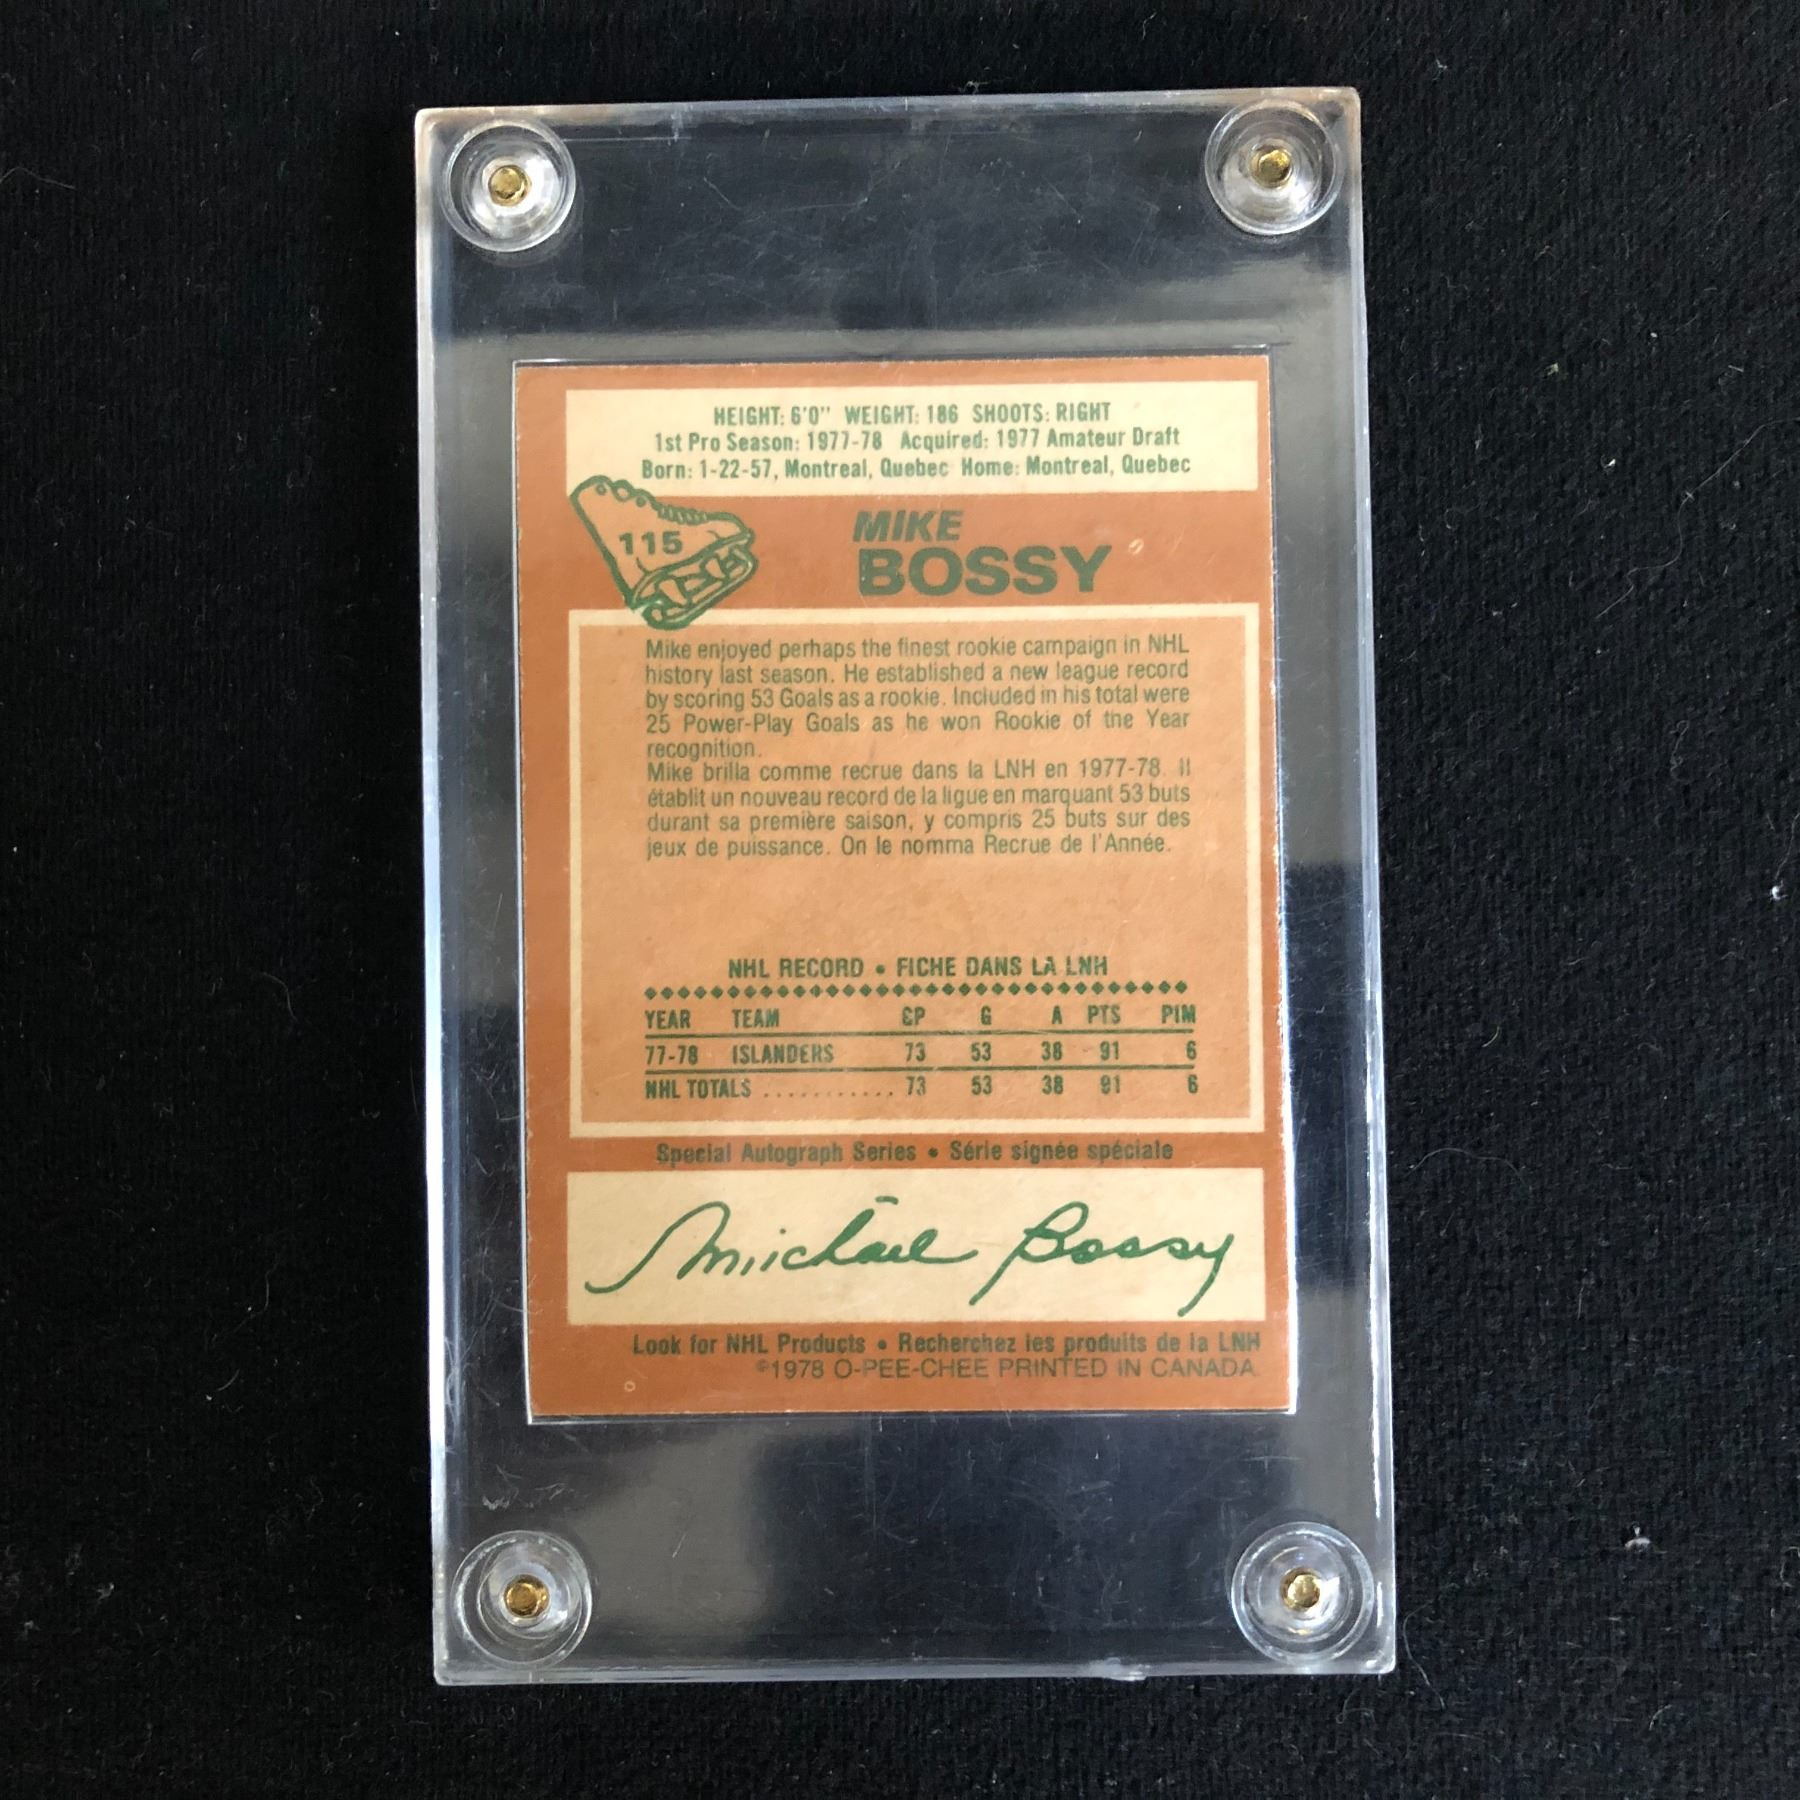 HEIGHT: 6'0" WEIGHT: 186 SHOOTS: RIGHT
1st Pro Season: 1977-78 Acquired: 1977 Amateur Draft
Born: 1-22-57, Montreal, Quebec Home: Montreal, Quebec
115
MIKE
BOSSY
Mike enjoyed perhaps the finest rookie campaign in NHL
history last season. He established a new league record
by scoring 53 Goals as a rookie. Included in his total were
25 Power-Play Goals as he won Rookie of the Year
recognition.
Mike brilla comme recrue dans la LNH en 1977-78. Il
établit un nouveau record de la ligue en marquant 53 buts
durant sa première saison, y compris 25 buts sur des
jeux de puissance. On le nomma Recrue de l'Année.
NHL RECORD • FICHE DANS LA LNH
YEAR TEAM GP G A PTS PIM
77-78 ISLANDERS 73 53 38 91 6
NHL TOTALS ............ 73 53 38 91 6
Special Autograph Series • Série signée spéciale
Michael Bossy
Look for NHL Products • Recherchez les produits de la LNH
©1978 O-PEE-CHEE PRINTED IN CANADA